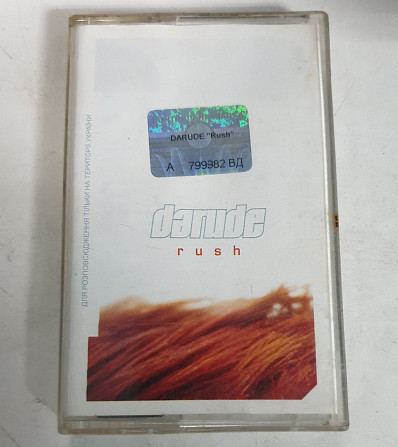 DARUDE "Rush"
А 799982 ВД
darude
rush
ДЛЯ РОЗПОВСЮДЖЕННЯ ТІЛЬКИ НА ТЕРИТОРІЇ УКРАЇНИ